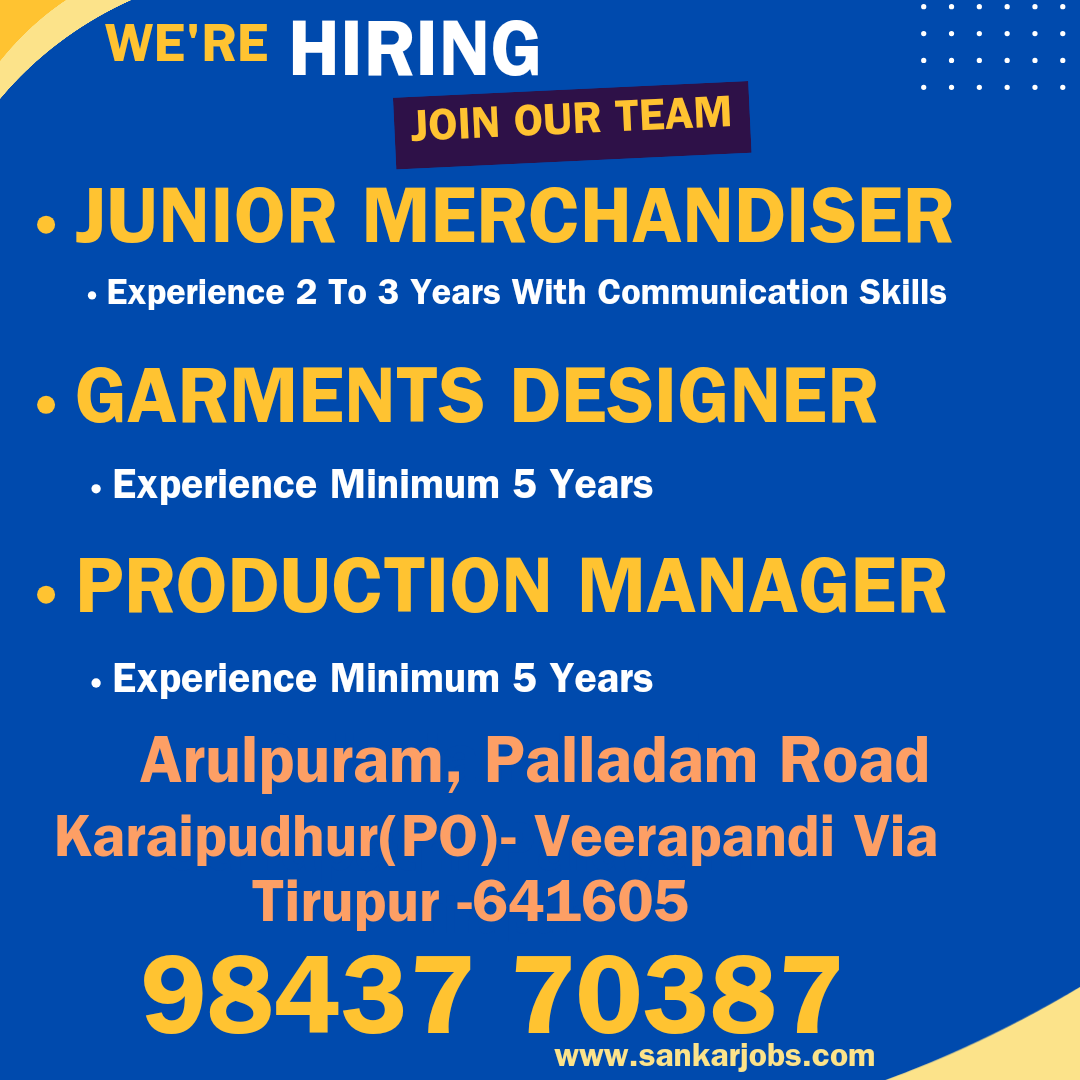 WE'RE HIRING
JOIN OUR TEAM
• JUNIOR MERCHANDISER
• Experience 2 To 3 Years With Communication Skills
• GARMENTS DESIGNER
• Experience Minimum 5 Years
• PRODUCTION MANAGER
• Experience Minimum 5 Years
Arulpuram, Palladam Road
Karaipudhur(PO)- Veerapandi Via
Tirupur -641605
98437 70387
www.sankarjobs.com